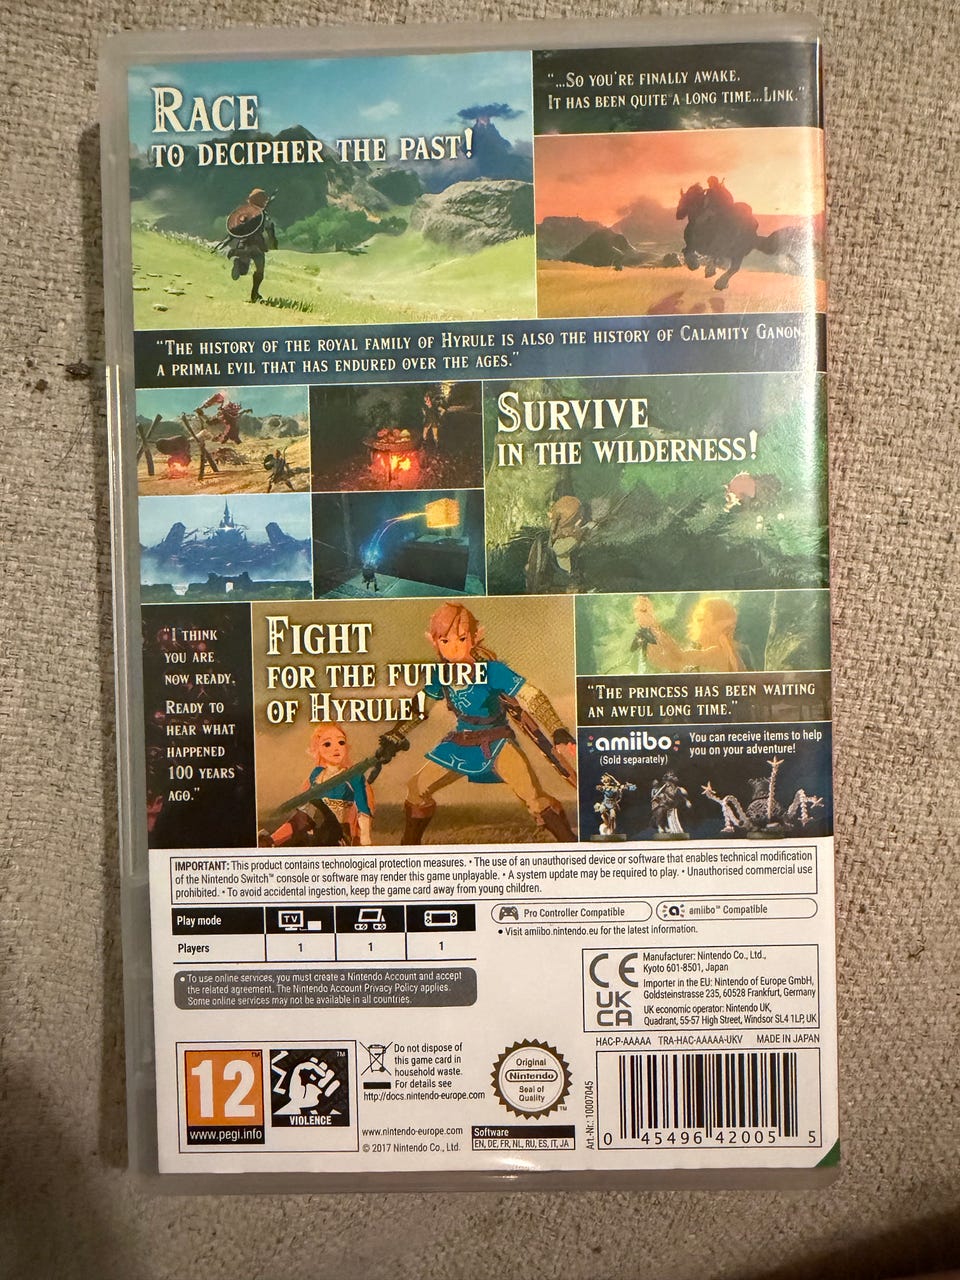 RACE
TO DECIPHER THE PAST!
“...SO YOU'RE FINALLY AWAKE.
IT HAS BEEN QUITE A LONG TIME...LINK.”
“THE HISTORY OF THE ROYAL FAMILY OF HYRULE IS ALSO THE HISTORY OF CALAMITY GANON
A PRIMAL EVIL THAT HAS ENDURED OVER THE AGES.”
SURVIVE
IN THE WILDERNESS!
“I THINK
YOU ARE
NOW READY.
READY TO
HEAR WHAT
HAPPENED
100 YEARS
AGO.”
FIGHT
FOR THE FUTURE
OF HYRULE!
“THE PRINCESS HAS BEEN WAITING
AN AWFUL LONG TIME.”
amiibo
(Sold separately)
You can receive items to help
you on your adventure!
IMPORTANT: This product contains technological protection measures. • The use of an unauthorised device or software that enables technical modification
of the Nintendo Switch™ console or software may render this game unplayable. • A system update may be required to play. • Unauthorised commercial use
prohibited. • To avoid accidental ingestion, keep the game card away from young children.
Play mode
TV
Players 1 1 1
Pro Controller Compatible
amiibo™ Compatible
• Visit amiibo.nintendo.eu for the latest information.
• To use online services, you must create a Nintendo Account and accept
the related agreement. The Nintendo Account Privacy Policy applies.
Some online services may not be available in all countries.
CE
UK
CA
Manufacturer: Nintendo Co., Ltd.,
Kyoto 601-8501, Japan
Importer in the EU: Nintendo of Europe GmbH,
Goldsteinstrasse 235, 60528 Frankfurt, Germany
UK economic operator: Nintendo UK,
Quadrant, 55-57 High Street, Windsor SL4 1LP, UK
HAC-P-AAAAA TRA-HAC-AAAAA-UKV MADE IN JAPAN
12™
www.pegi.info
™
VIOLENCE
Do not dispose of
this game card in
household waste.
For details see
http://docs.nintendo-europe.com
www.nintendo-europe.com
© 2017 Nintendo Co., Ltd.
Original
Nintendo
Seal of
Quality
™
Software
EN, DE, FR, NL, RU, ES, IT, JA
Art.-Nr.: 10007045
0 45496 42005 5